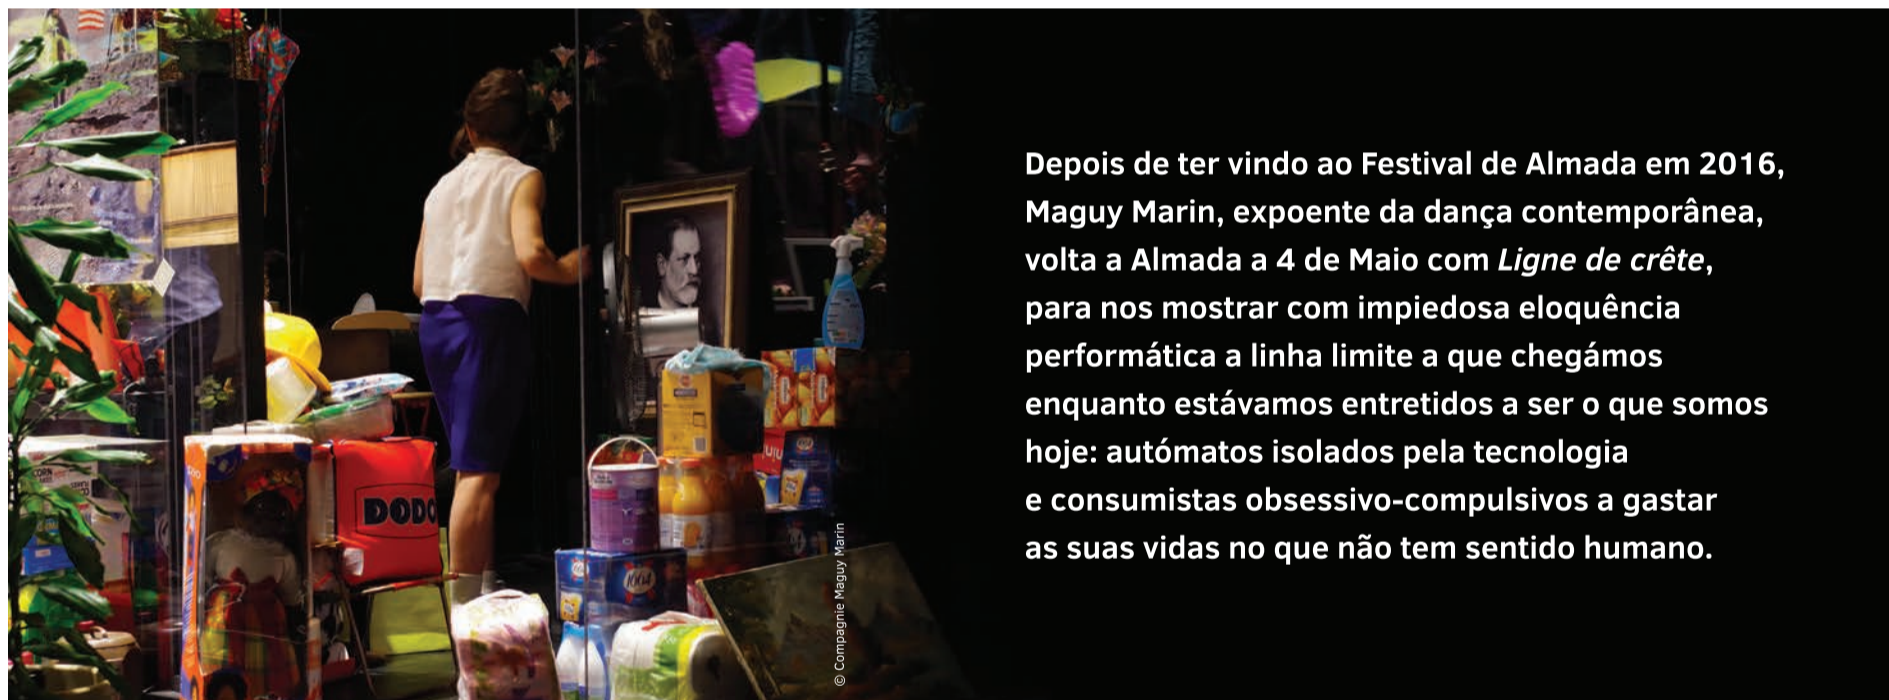 Depois de ter vindo ao Festival de Almada em 2016,
Maguy Marin, expoente da dança contemporânea,
volta a Almada a 4 de Maio com Ligne de crête,
para nos mostrar com impiedosa eloquência
performática a linha limite a que chegámos
enquanto estávamos entretidos a ser o que somos
hoje: autómatos isolados pela tecnologia
e consumistas obsessivo-compulsivos a gastar
as suas vidas no que não tem sentido humano.
© Compagnie Maguy Marin
DODO
1664
CORN